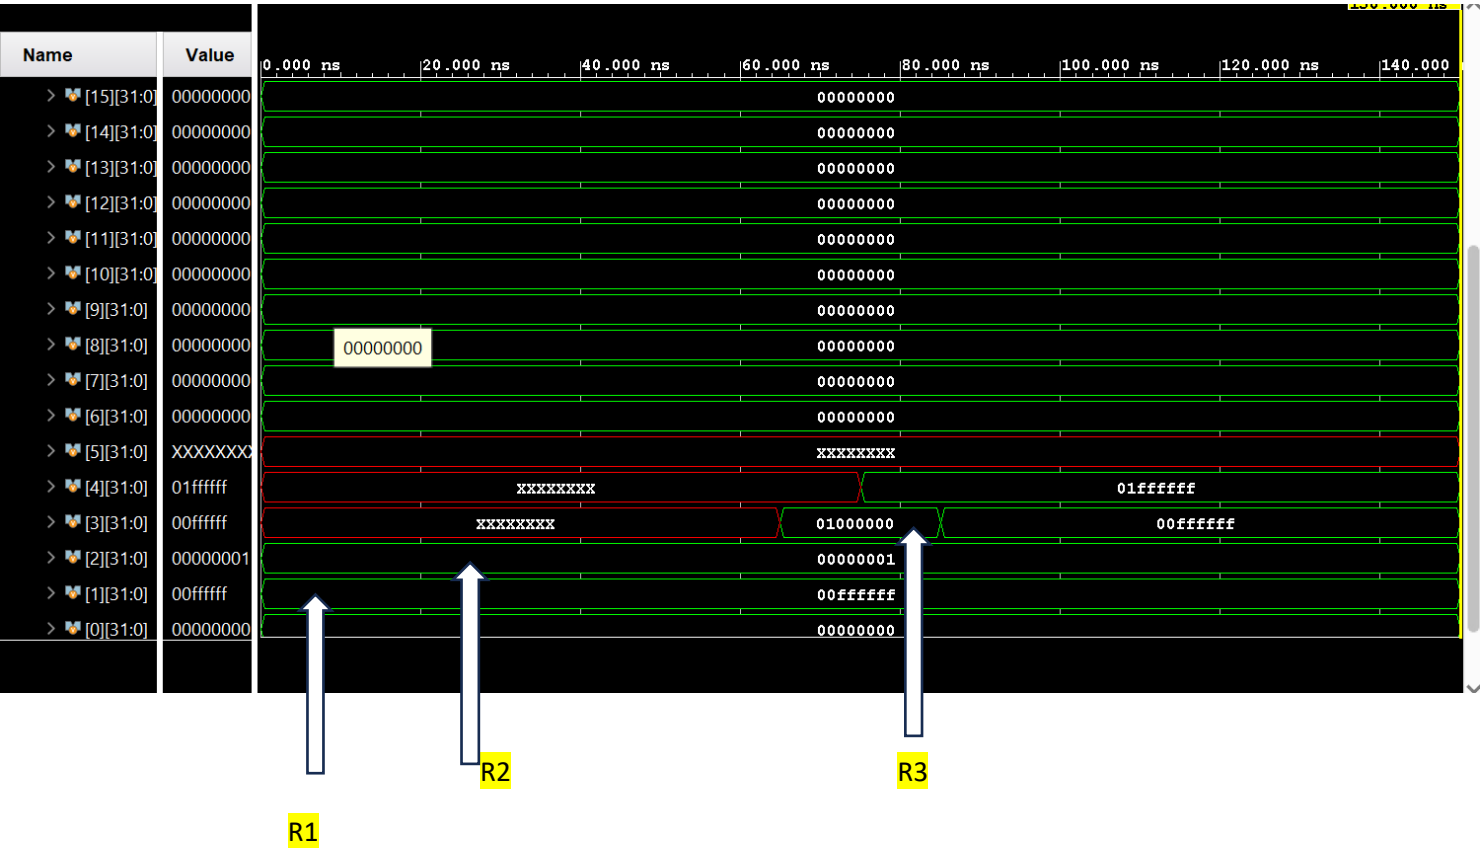 Name Value
0.000 ns 20.000 ns 40.000 ns 60.000 ns 80.000 ns 100.000 ns 120.000 ns 140.000
[15][31:0] 00000000 00000000
[14][31:0] 00000000 00000000
[13][31:0] 00000000 00000000
[12][31:0] 00000000 00000000
[11][31:0] 00000000 00000000
[10][31:0] 00000000 00000000
[9][31:0] 00000000 00000000
[8][31:0] 00000000 00000000 00000000
[7][31:0] 00000000 00000000
[6][31:0] 00000000 00000000
[5][31:0] XXXXXXXX XXXXXXXX
[4][31:0] 01ffffff XXXXXXXX 01ffffff
[3][31:0] 00ffffff XXXXXXXX 01000000 00ffffff
[2][31:0] 00000001 00000001
[1][31:0] 00ffffff 00ffffff
[0][31:0] 00000000 00000000
R2 R3
R1